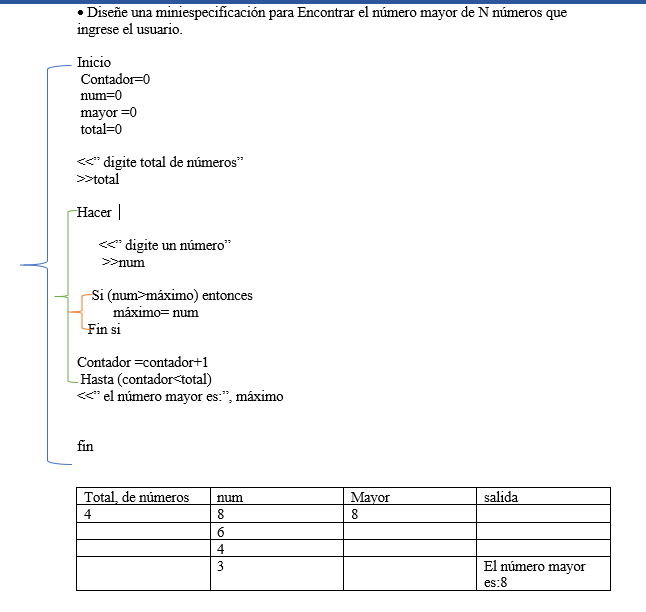 • Diseñe una miniespecificación para Encontrar el número mayor de N números que
ingrese el usuario.
Inicio
Contador=0
num=0
mayor =0
total=0
<<” digite total de números”
>>total
Hacer
<<” digite un número”
>>num
Si (num>máximo) entonces
máximo= num
Fin si
Contador =contador+1
Hasta (contador<total)
<<” el número mayor es:”, máximo
fin
Total, de números num Mayor salida
4 8 8
6
4
3 El número mayor
es:8